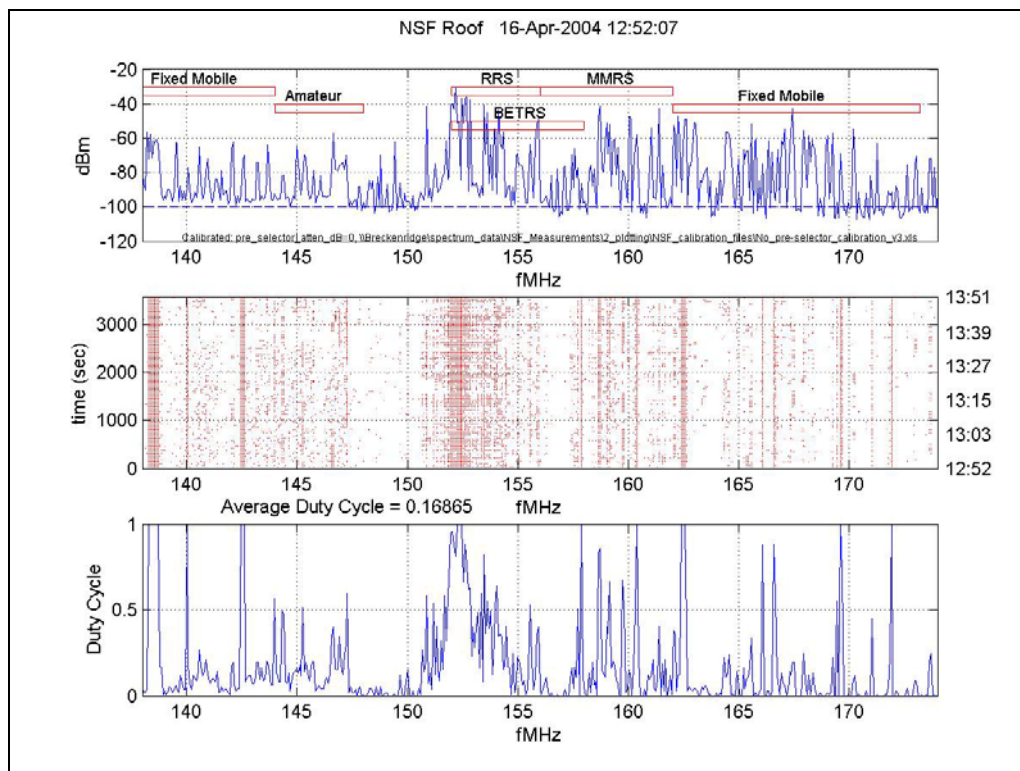 NSF Roof 16-Apr-2004 12:52:07
-20
Fixed Mobile
RRS
MMRS
-40
Amateur
Fixed Mobile
BETRS
-60
dBm
-80
-100
Calibrated: pre_selector_atten_dB=0, \\Breckenridge\spectrum_data\NSF_Measurements\2_plotting\NSF_calibration_files\No_pre-selector_calibration_v3.xls
-120
140 145 150 155 160 165 170
fMHz
13:51
3000
13:39
2000
13:27
time (sec)
13:15
1000
13:03
0
12:52
140 145 150 155 160 165 170
Average Duty Cycle = 0.16865
fMHz
1
Duty Cycle
0.5
0
140 145 150 155 160 165 170
fMHz